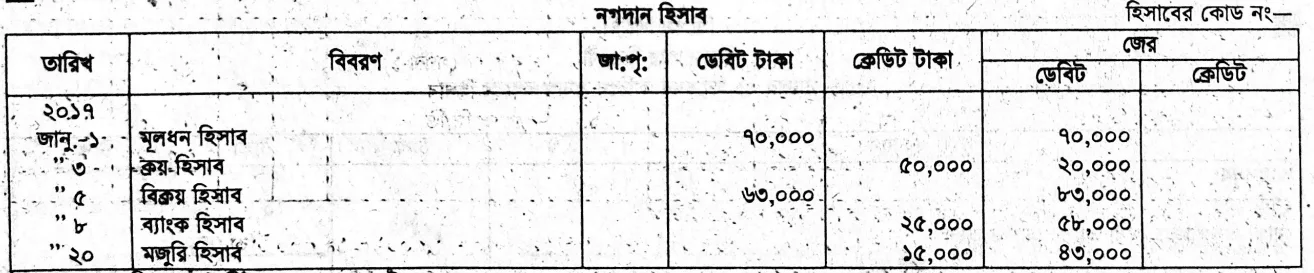 নগদান হিসাব হিসাবের কোড নং—
তারিখ বিবরণ জা:পৃ: ডেবিট টাকা ক্রেডিট টাকা জের
ডেবিট ক্রেডিট
২০১৭
জানু-১ মূলধন হিসাব ৭০,০০০ ৭০,০০০
" ৩ ক্রয় হিসাব ৫০,০০০ ২০,০০০
" ৫ বিক্রয় হিসাব ৬৩,০০০ ৮৩,০০০
" ৮ ব্যাংক হিসাব ২৫,০০০ ৫৮,০০০
" ২০ মজুরি হিসাব ১৫,০০০ ৪৩,০০০